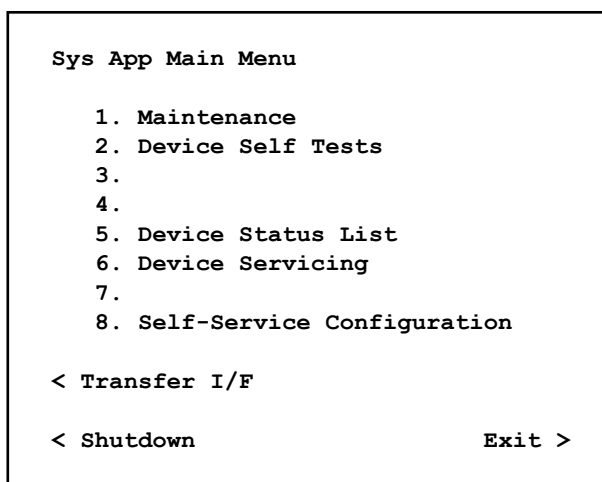 Sys App Main Menu
1. Maintenance
2. Device Self Tests
3.
4.
5. Device Status List
6. Device Servicing
7.
8. Self-Service Configuration
< Transfer I/F
< Shutdown Exit >